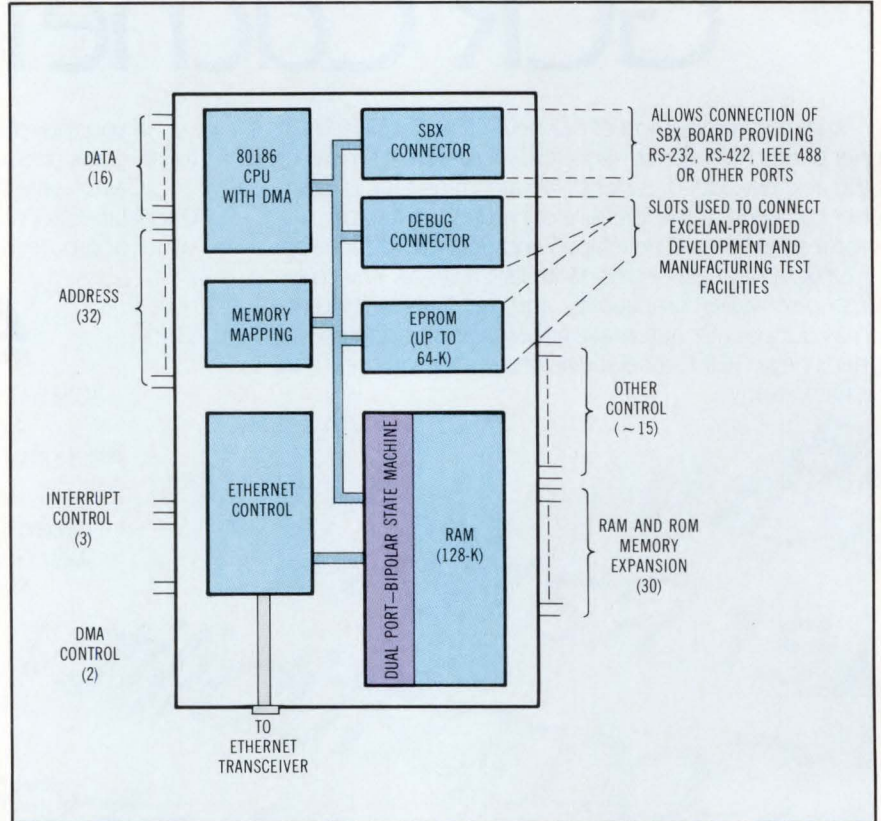 80186
CPU
WITH DMA
SBX
CONNECTOR
ALLOWS CONNECTION OF
SBX BOARD PROVIDING
RS-232, RS-422, IEEE 488
OR OTHER PORTS
DATA
(16)
DEBUG
CONNECTOR
SLOTS USED TO CONNECT
EXCELAN-PROVIDED
DEVELOPMENT AND
MANUFACTURING TEST
FACILITIES
ADDRESS
(32)
MEMORY
MAPPING
EPROM
(UP TO
64-K)
OTHER
CONTROL
(~15)
ETHERNET
CONTROL
DUAL PORT—BIPOLAR STATE MACHINE
RAM
(128-K)
INTERRUPT
CONTROL
(3)
RAM AND ROM
MEMORY
EXPANSION
(30)
DMA
CONTROL
(2)
TO
ETHERNET
TRANSCEIVER